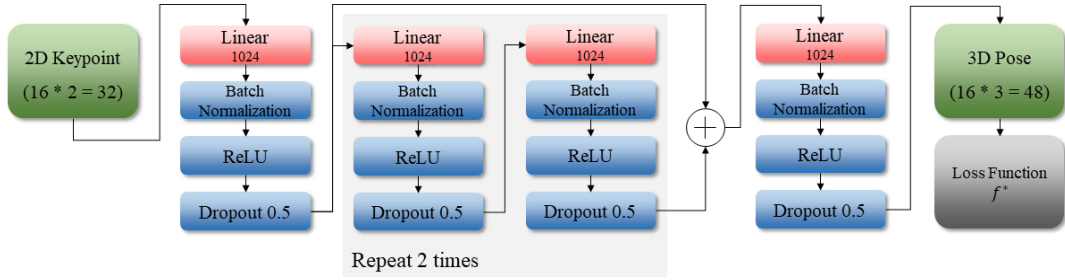 2D Keypoint
(16 * 2 = 32)
Linear
1024
Batch
Normalization
ReLU
Dropout 0.5
Linear
1024
Batch
Normalization
ReLU
Dropout 0.5
Linear
1024
Batch
Normalization
ReLU
Dropout 0.5
Repeat 2 times
+
Linear
1024
Batch
Normalization
ReLU
Dropout 0.5
3D Pose
(16 * 3 = 48)
Loss Function
f*